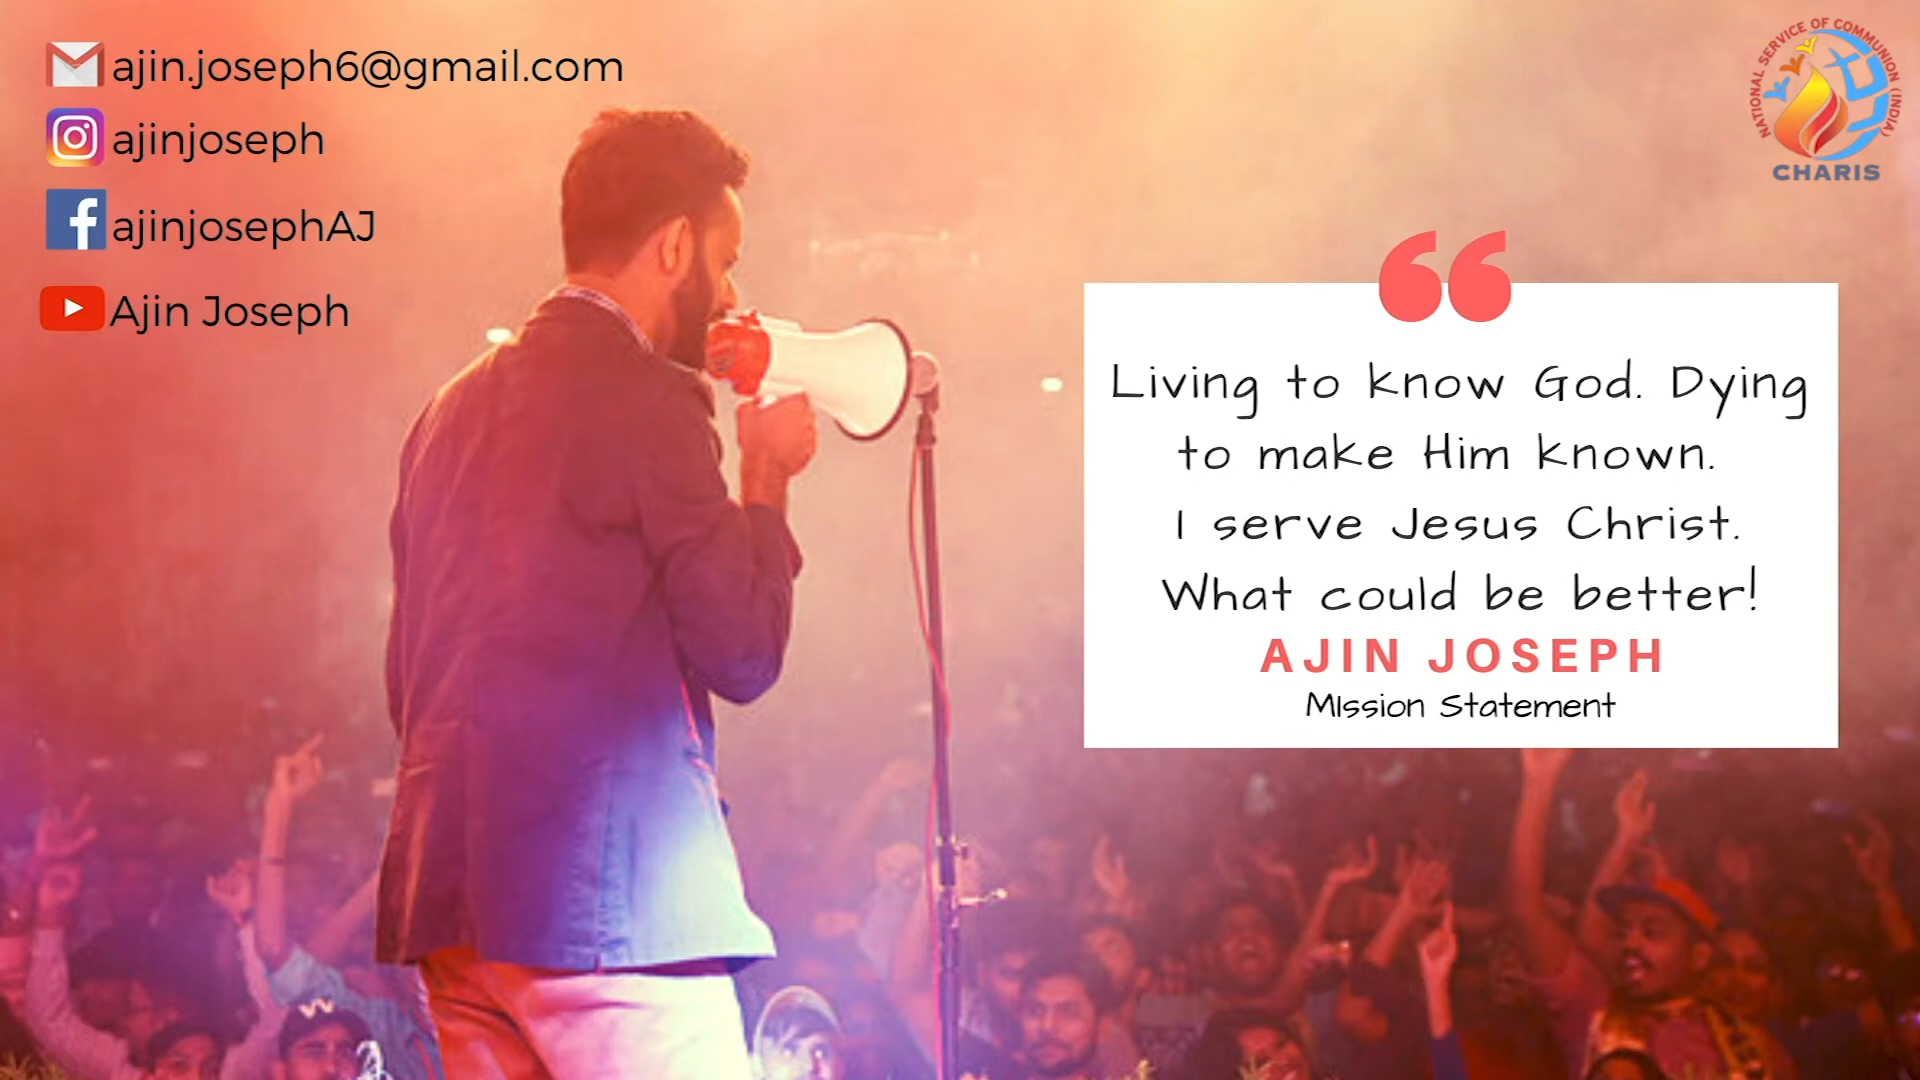 ajin.joseph6@gmail.com
ajinjoseph
ajinjosephAJ
Ajin Joseph
NATIONAL SERVICE OF COMMUNION (INDIA)
CHARIS
Living to know God. Dying
to make Him known.
I serve Jesus Christ.
What could be better!
AJIN JOSEPH
MIssion Statement